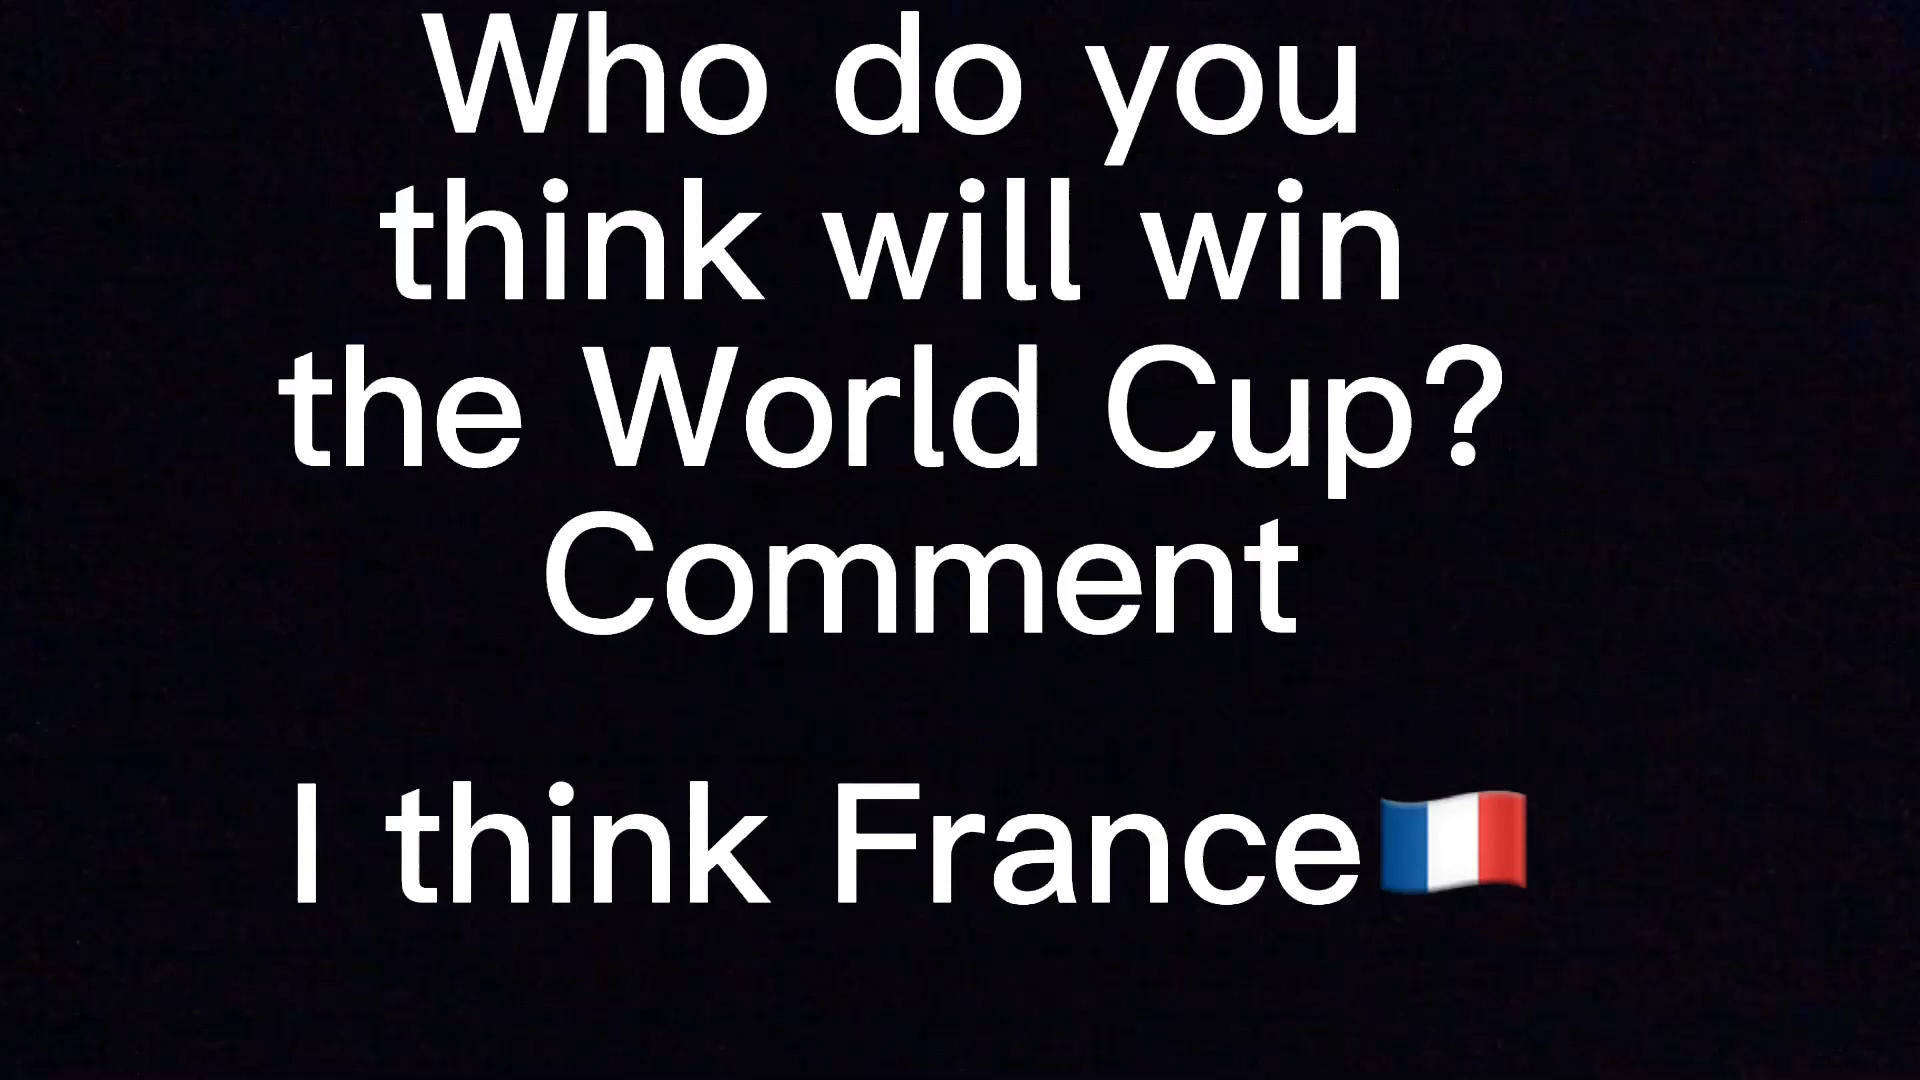 Who do you
think will win
the World Cup?
Comment
I think France🇫🇷